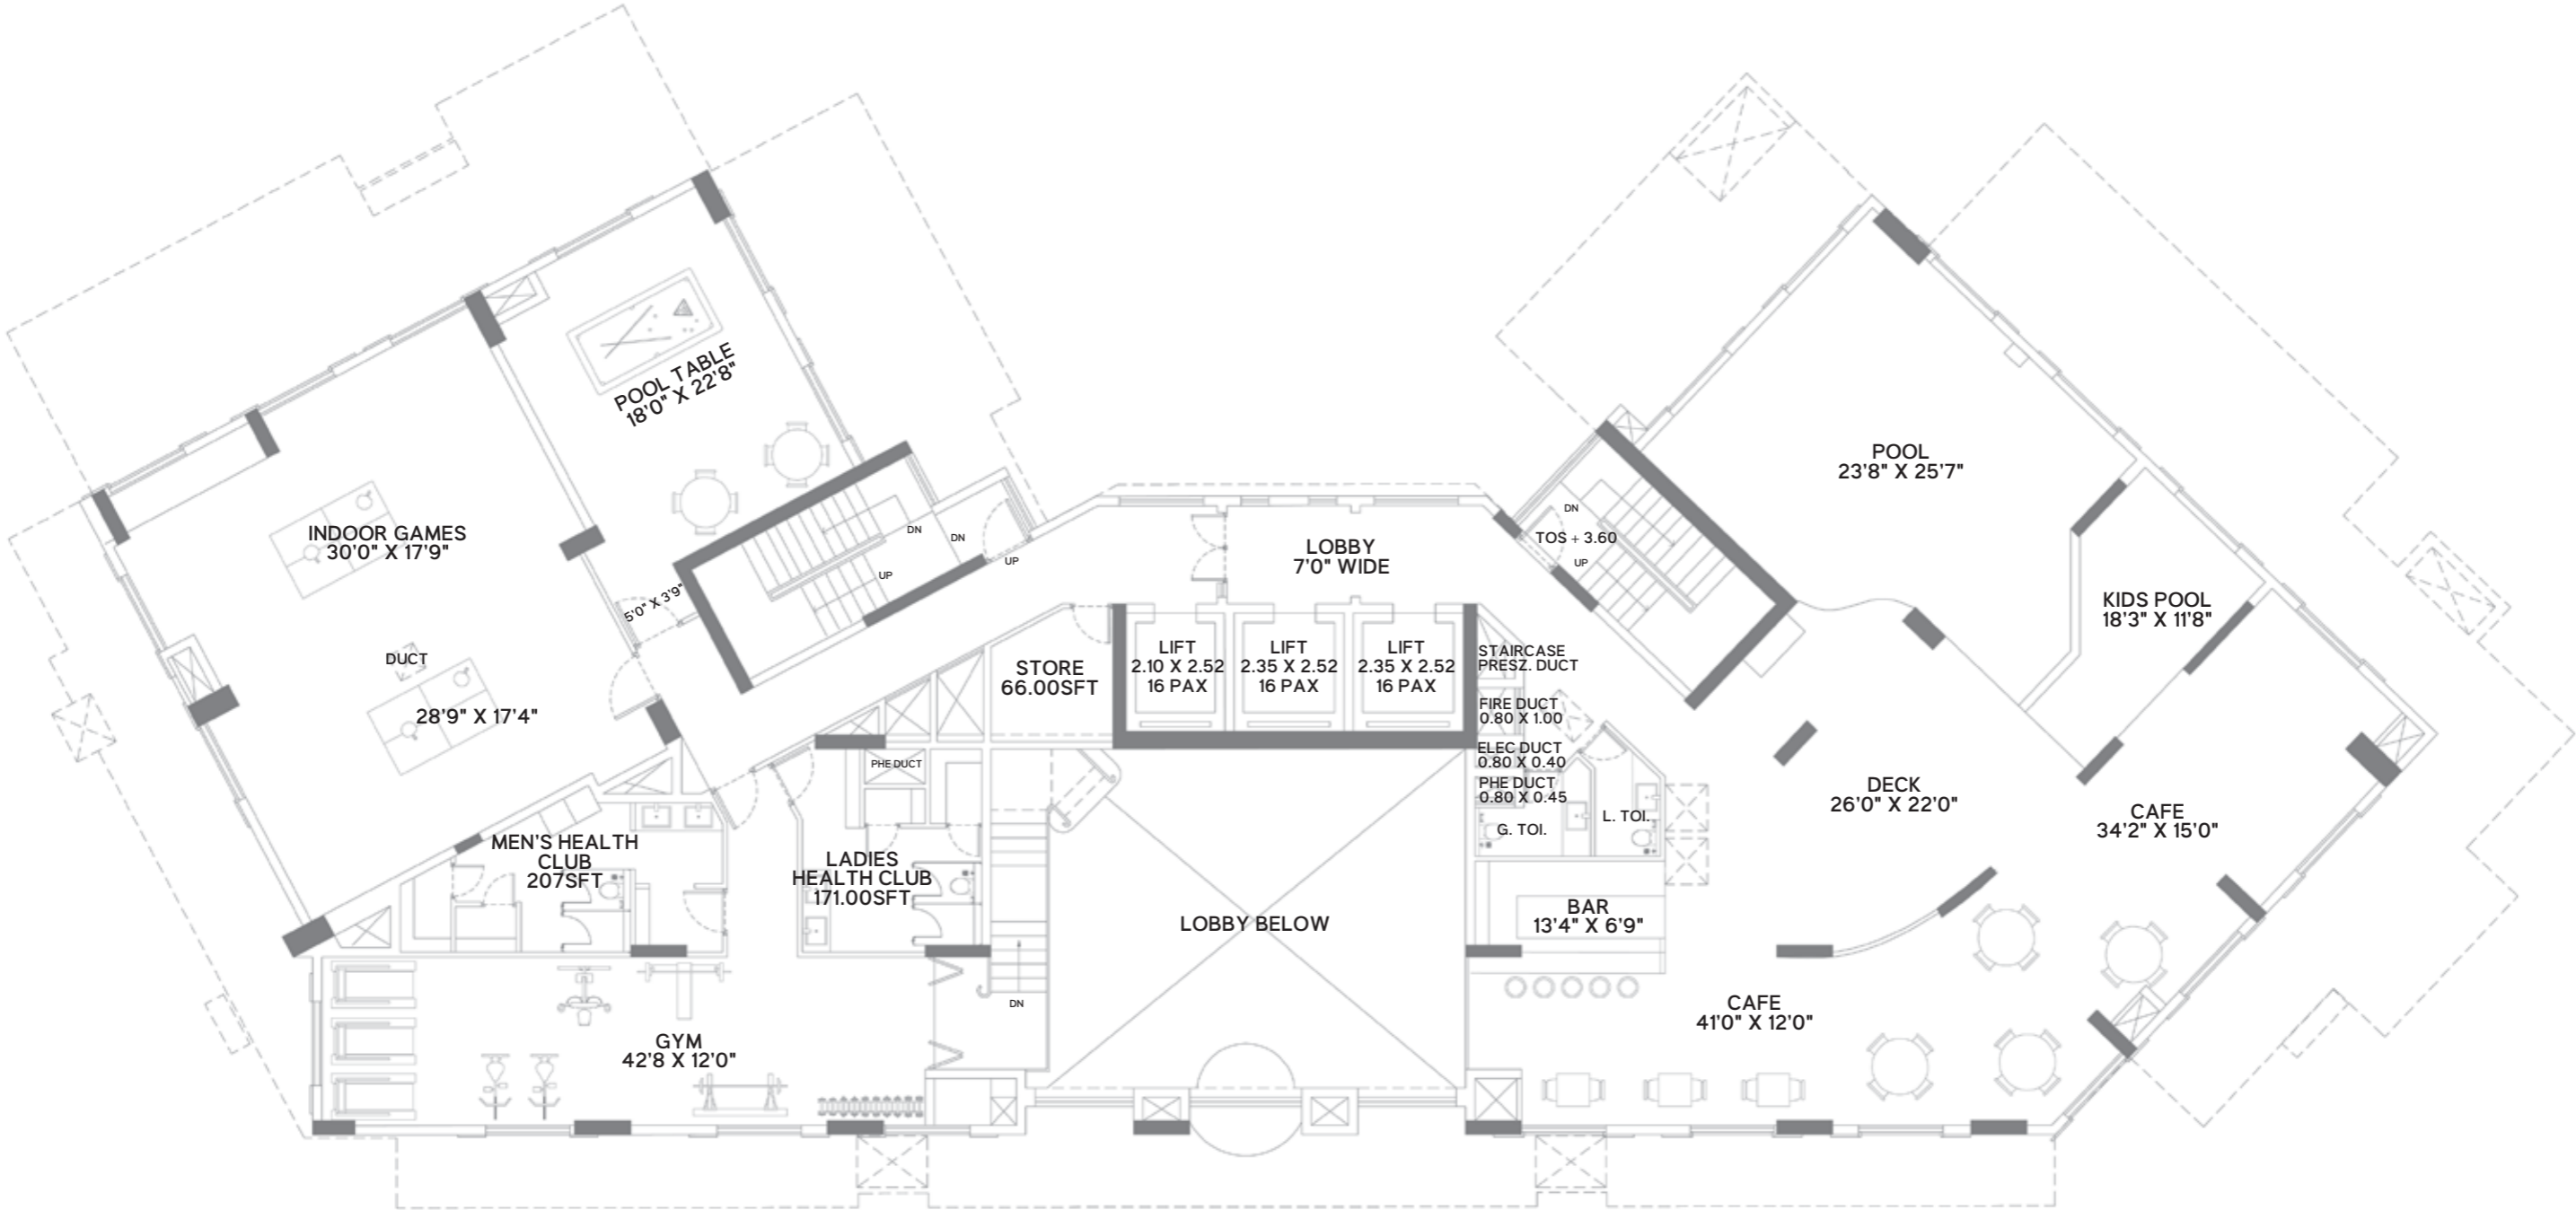 POOL TABLE
18'0" X 22'8"
INDOOR GAMES
30'0" X 17'9"
5'0" X 3'9"
DN
DN
UP
UP
DUCT
28'9" X 17'4"
STORE
66.00SFT
LOBBY
7'0" WIDE
LIFT
2.10 X 2.52
16 PAX
LIFT
2.35 X 2.52
16 PAX
LIFT
2.35 X 2.52
16 PAX
DN
TOS + 3.60
UP
STAIRCASE
PRESZ. DUCT
FIRE DUCT
0.80 X 1.00
ELEC DUCT
0.80 X 0.40
PHE DUCT
0.80 X 0.45
G. TOI.
L. TOI.
POOL
23'8" X 25'7"
KIDS POOL
18'3" X 11'8"
DECK
26'0" X 22'0"
CAFE
34'2" X 15'0"
PHE DUCT
MEN'S HEALTH
CLUB
207SFT
LADIES
HEALTH CLUB
171.00SFT
LOBBY BELOW
BAR
13'4" X 6'9"
DN
GYM
42'8 X 12'0"
CAFE
41'0" X 12'0"